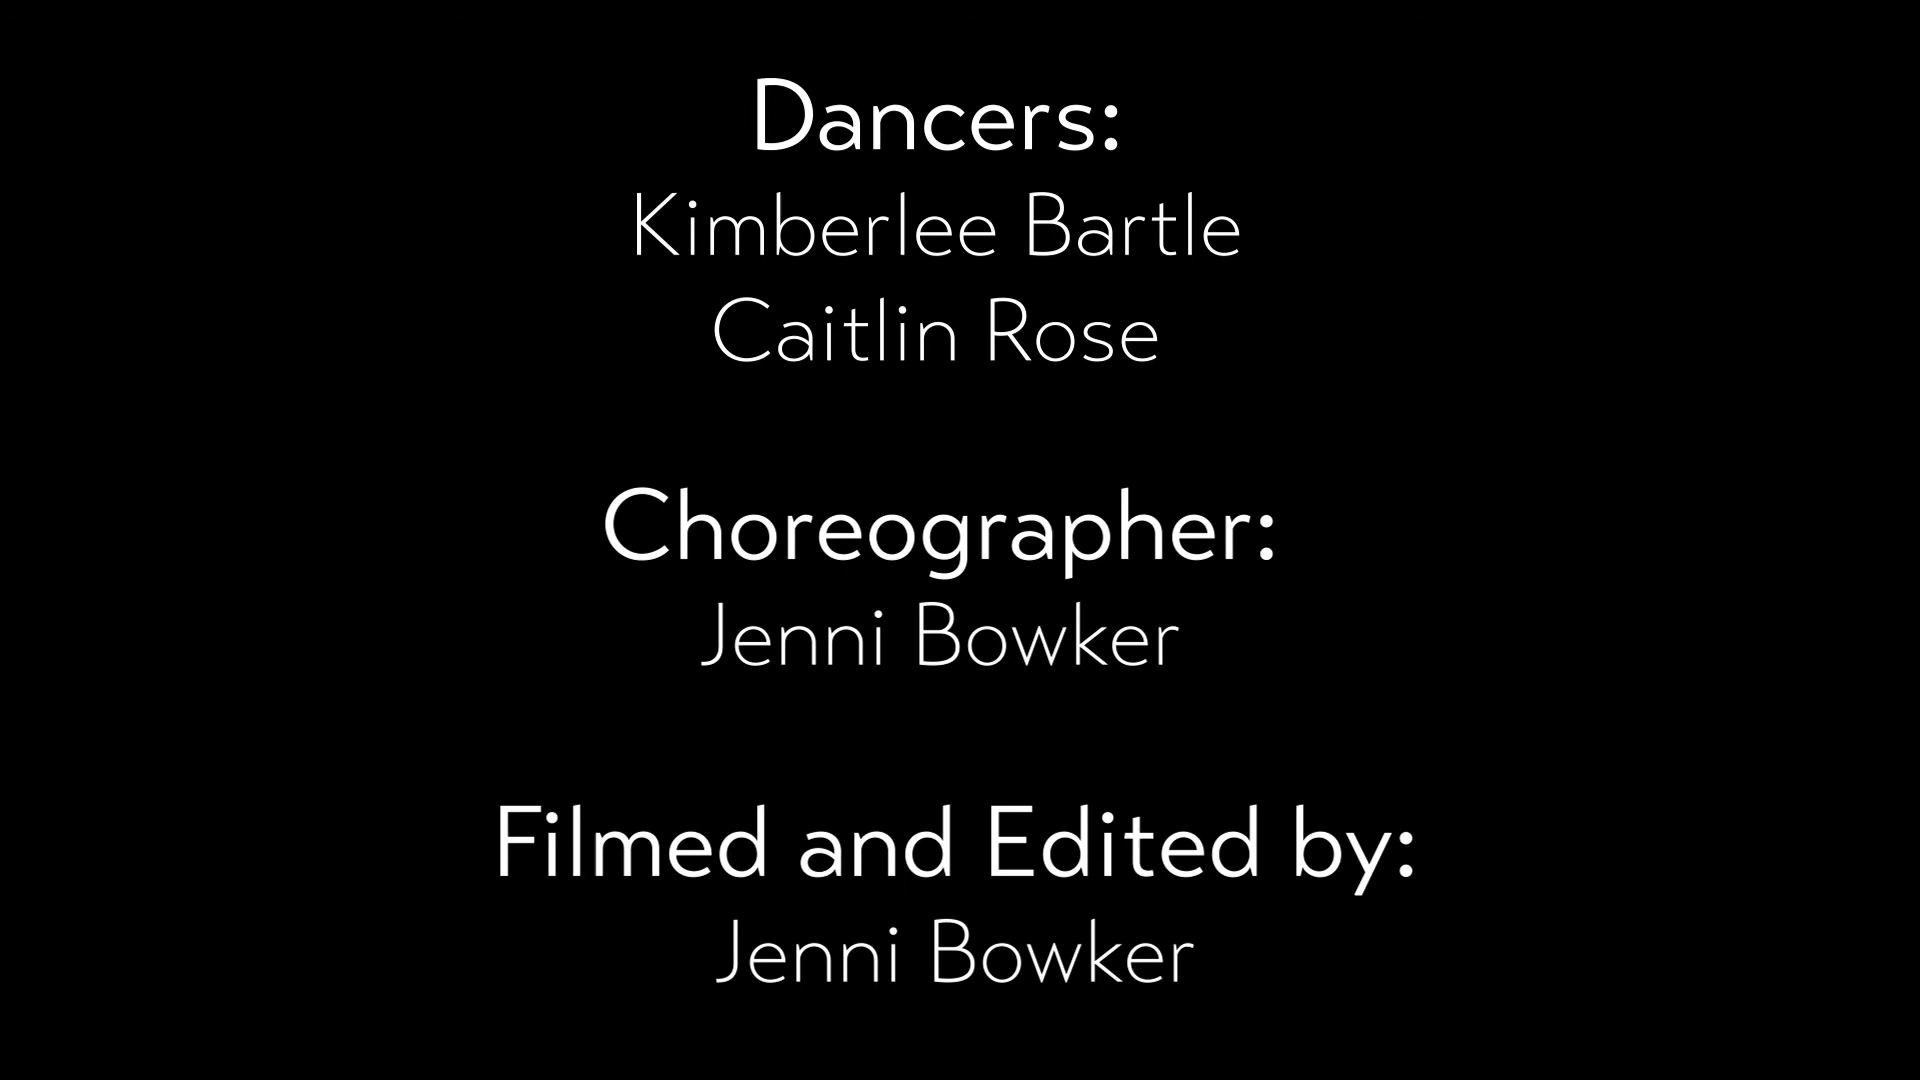 Dancers:
Kimberlee Bartle
Caitlin Rose
Choreographer:
Jenni Bowker
Filmed and Edited by:
Jenni Bowker